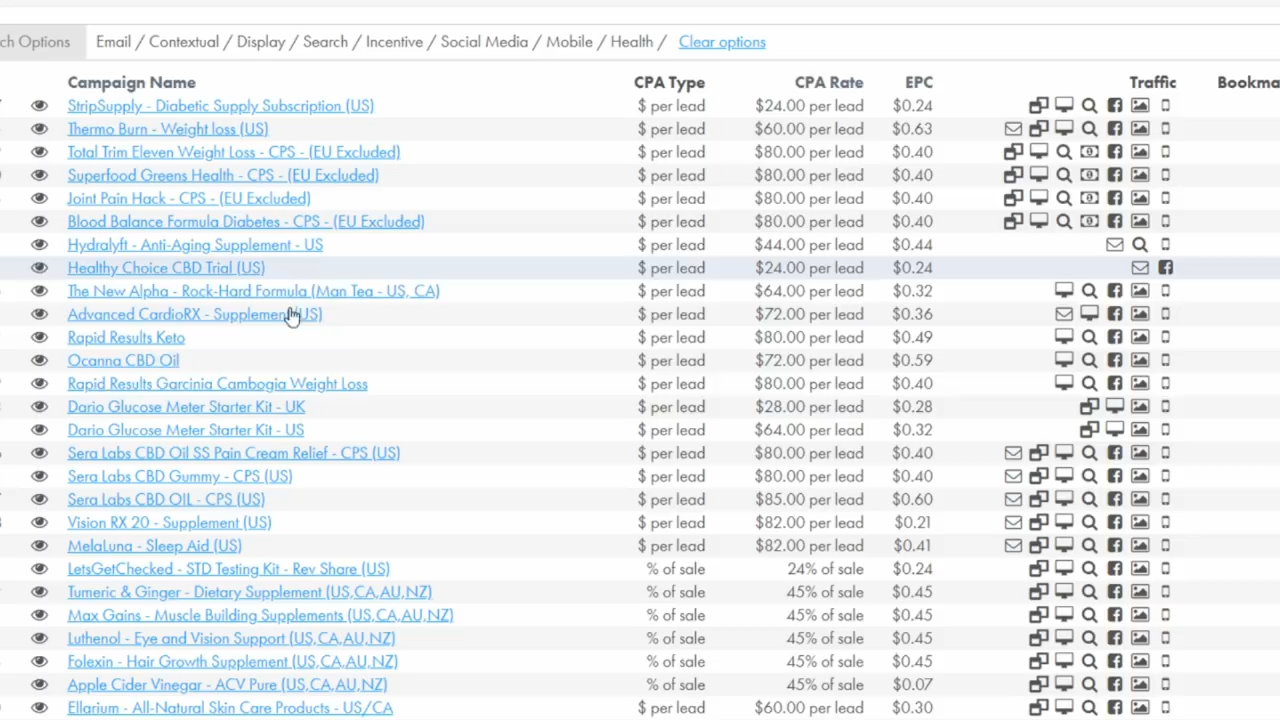 ch Options Email / Contextual / Display / Search / Incentive / Social Media / Mobile / Health / Clear options
Campaign Name CPA Type CPA Rate EPC Traffic Bookma
StripSupply - Diabetic Supply Subscription (US) $ per lead $24.00 per lead $0.24
Thermo Burn - Weight loss (US) $ per lead $60.00 per lead $0.63
Total Trim Eleven Weight Loss - CPS - (EU Excluded) $ per lead $80.00 per lead $0.40
Superfood Greens Health - CPS - (EU Excluded) $ per lead $80.00 per lead $0.40
Joint Pain Hack - CPS - (EU Excluded) $ per lead $80.00 per lead $0.40
Blood Balance Formula Diabetes - CPS - (EU Excluded) $ per lead $80.00 per lead $0.40
Hydralyft - Anti-Aging Supplement - US $ per lead $44.00 per lead $0.44
Healthy Choice CBD Trial (US) $ per lead $24.00 per lead $0.24
The New Alpha - Rock-Hard Formula (Man Tea - US, CA) $ per lead $64.00 per lead $0.32
Advanced CardioRX - Supplement (US) $ per lead $72.00 per lead $0.36
Rapid Results Keto $ per lead $80.00 per lead $0.49
Ocanna CBD Oil $ per lead $72.00 per lead $0.59
Rapid Results Garcinia Cambogia Weight Loss $ per lead $80.00 per lead $0.40
Dario Glucose Meter Starter Kit - UK $ per lead $28.00 per lead $0.28
Dario Glucose Meter Starter Kit - US $ per lead $64.00 per lead $0.32
Sera Labs CBD Oil SS Pain Cream Relief - CPS (US) $ per lead $80.00 per lead $0.40
Sera Labs CBD Gummy - CPS (US) $ per lead $80.00 per lead $0.40
Sera Labs CBD OIL - CPS (US) $ per lead $85.00 per lead $0.60
Vision RX 20 - Supplement (US) $ per lead $82.00 per lead $0.21
MelaLuna - Sleep Aid (US) $ per lead $82.00 per lead $0.41
LetsGetChecked - STD Testing Kit - Rev Share (US) % of sale 24% of sale $0.24
Tumeric & Ginger - Dietary Supplement (US,CA,AU,NZ) % of sale 45% of sale $0.45
Max Gains - Muscle Building Supplements (US,CA,AU,NZ) % of sale 45% of sale $0.45
Luthenol - Eye and Vision Support (US,CA,AU,NZ) % of sale 45% of sale $0.45
Folexin - Hair Growth Supplement (US,CA,AU,NZ) % of sale 45% of sale $0.45
Apple Cider Vinegar - ACV Pure (US,CA,AU,NZ) % of sale 45% of sale $0.07
Ellarium - All-Natural Skin Care Products - US/CA $ per lead $60.00 per lead $0.30